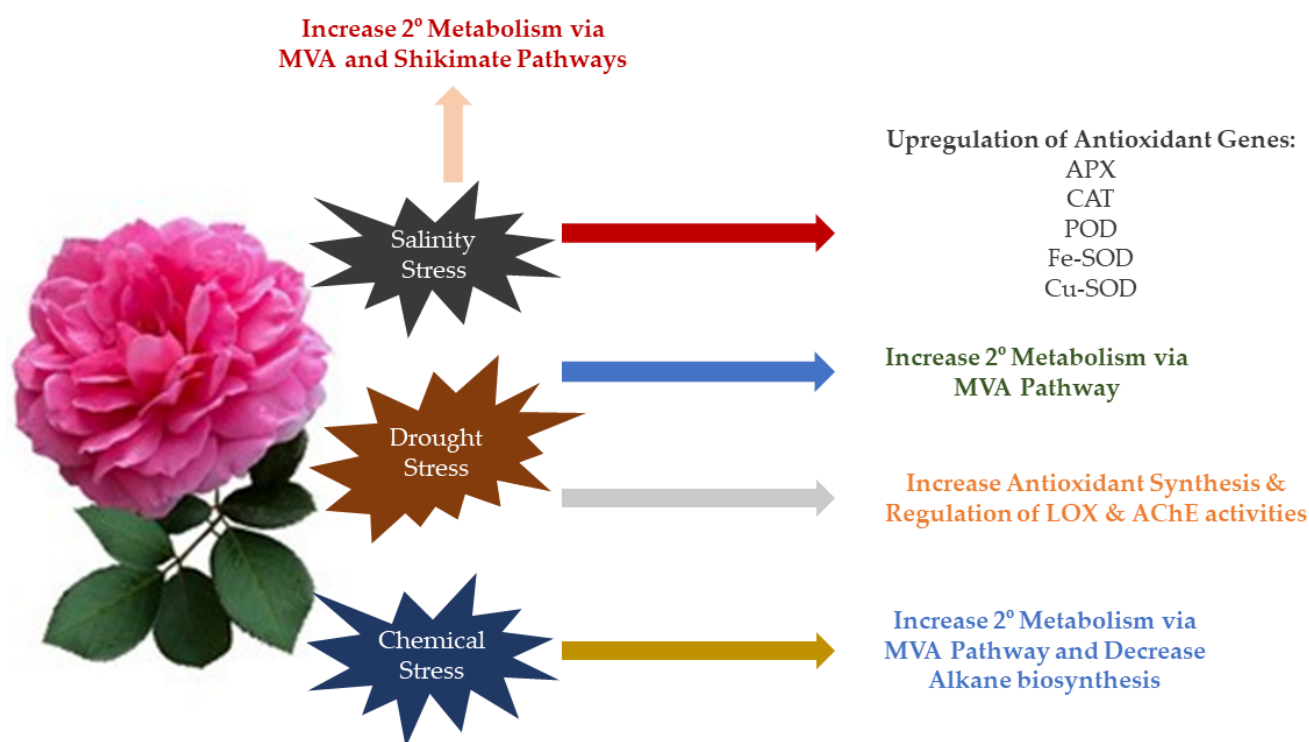 Increase 2º Metabolism via
MVA and Shikimate Pathways
Salinity
Stress
Upregulation of Antioxidant Genes:
APX
CAT
POD
Fe-SOD
Cu-SOD
Drought
Stress
Increase 2º Metabolism via
MVA Pathway
Increase Antioxidant Synthesis &
Regulation of LOX & AChE activities
Chemical
Stress
Increase 2º Metabolism via
MVA Pathway and Decrease
Alkane biosynthesis